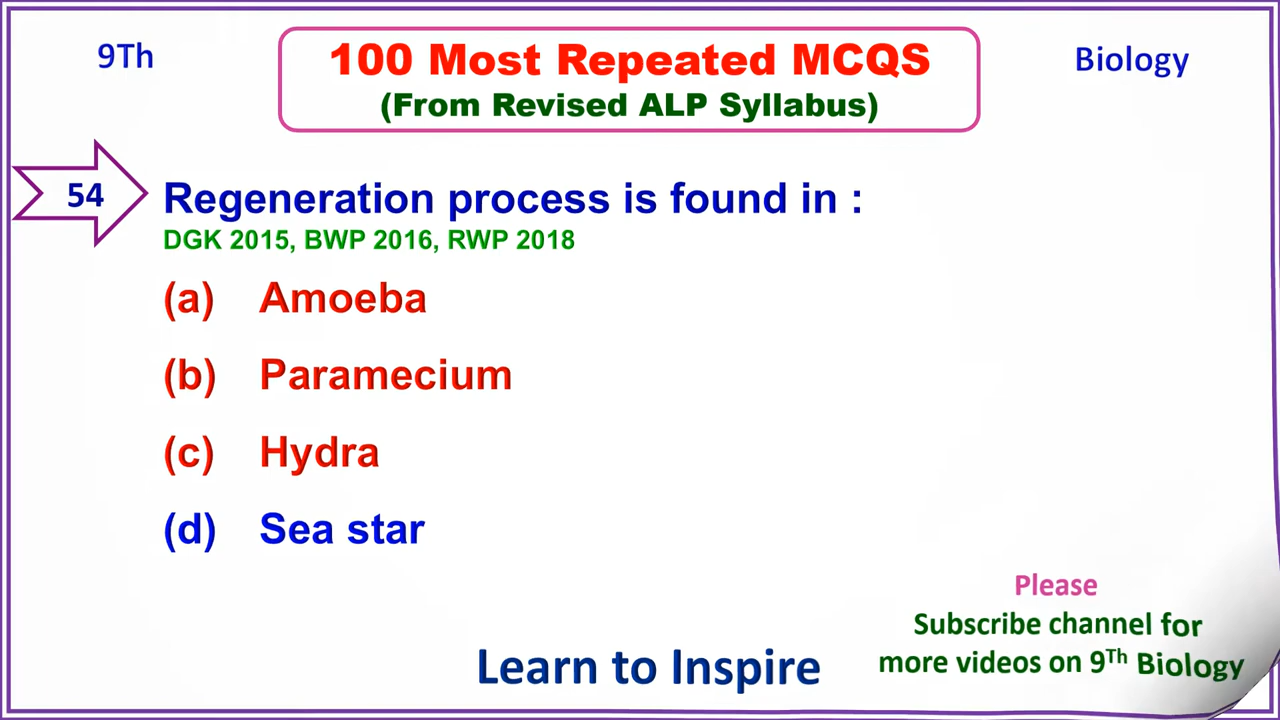 9Th
100 Most Repeated MCQS
(From Revised ALP Syllabus)
Biology
54
Regeneration process is found in :
DGK 2015, BWP 2016, RWP 2018
(a) Amoeba
(b) Paramecium
(c) Hydra
(d) Sea star
Please
Subscribe channel for
more videos on 9Th Biology
Learn to Inspire